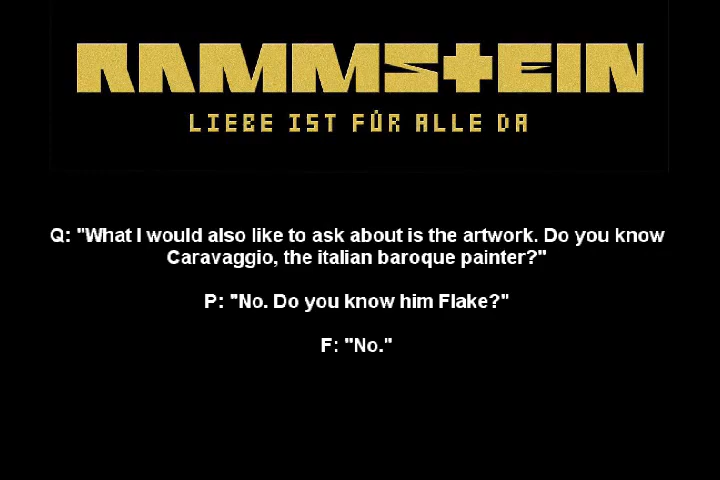 RAMMSTEIN
LIEBE IST FÜR ALLE DA
Q: "What I would also like to ask about is the artwork. Do you know
Caravaggio, the italian baroque painter?"
P: "No. Do you know him Flake?"
F: "No."